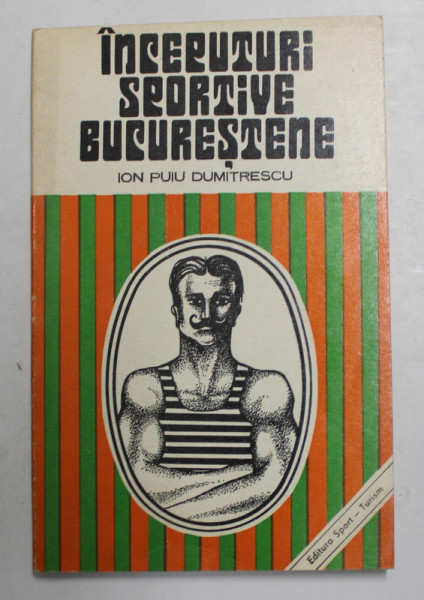 ÎNCEPUTURI
SPORTIVE
BUCUREȘTENE
ION PUIU DUMITRESCU
Editura Sport – Turism